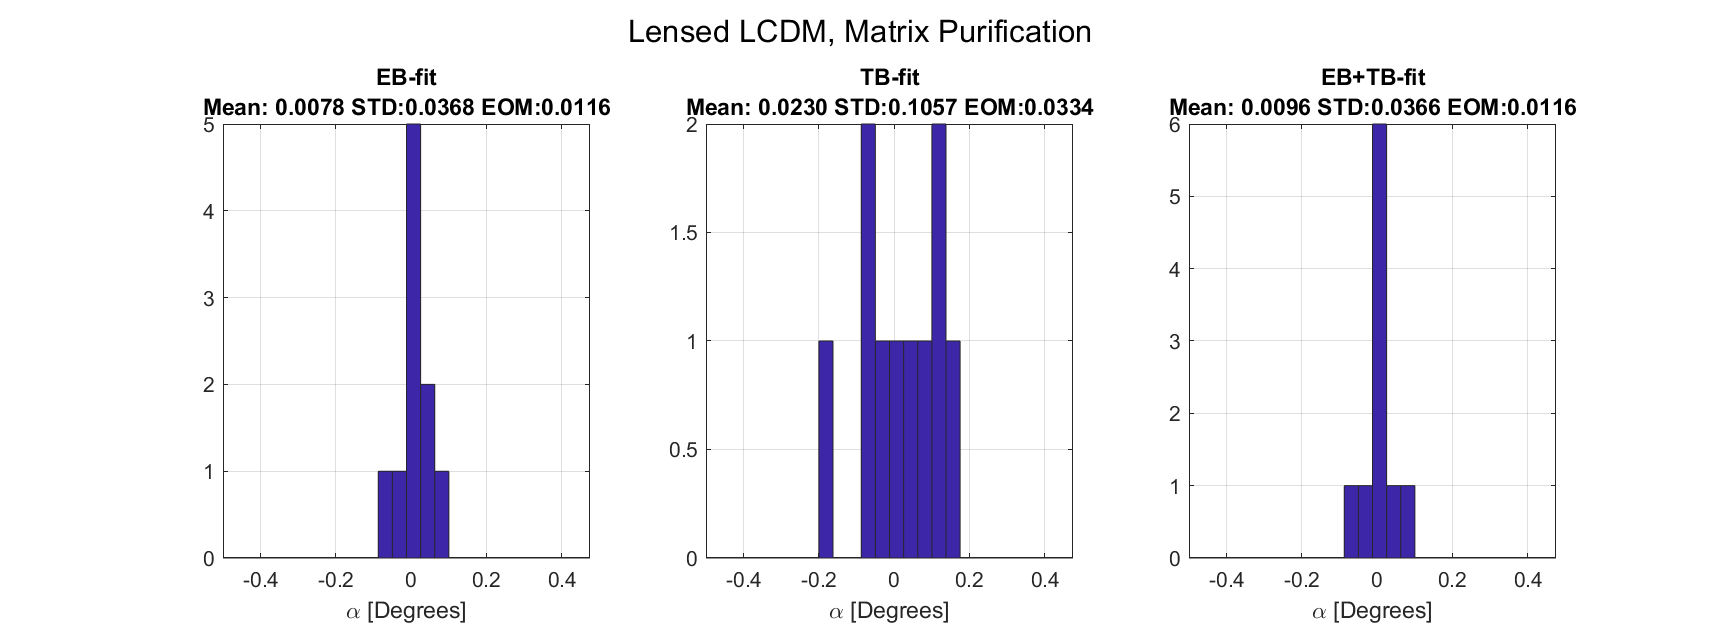 Lensed LCDM, Matrix Purification
EB-fit
Mean: 0.0078 STD:0.0368 EOM:0.0116
5
4
3
2
1
0
-0.4 -0.2 0 0.2 0.4
α [Degrees]
TB-fit
Mean: 0.0230 STD:0.1057 EOM:0.0334
2
1.5
1
0.5
0
-0.4 -0.2 0 0.2 0.4
α [Degrees]
EB+TB-fit
Mean: 0.0096 STD:0.0366 EOM:0.0116
6
5
4
3
2
1
0
-0.4 -0.2 0 0.2 0.4
α [Degrees]